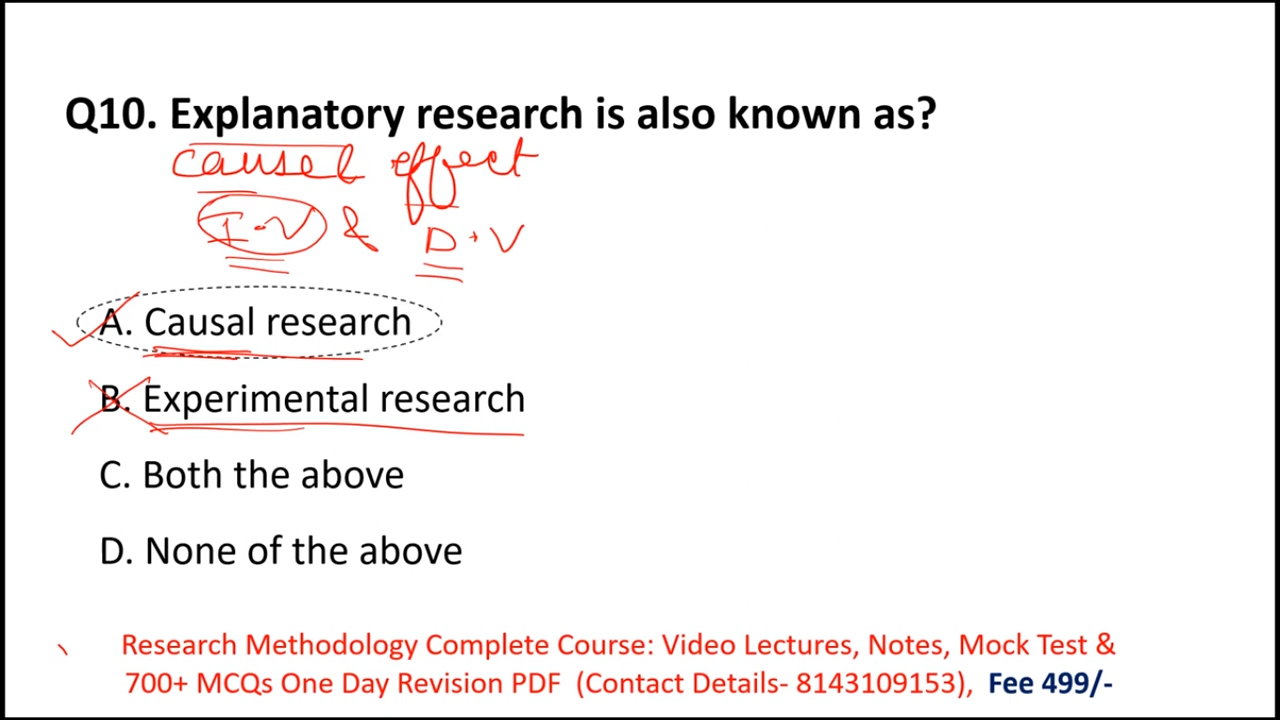 Q10. Explanatory research is also known as?
causal effect
I.V & D.V
A. Causal research
B. Experimental research
C. Both the above
D. None of the above
Research Methodology Complete Course: Video Lectures, Notes, Mock Test &
700+ MCQs One Day Revision PDF (Contact Details- 8143109153), Fee 499/-